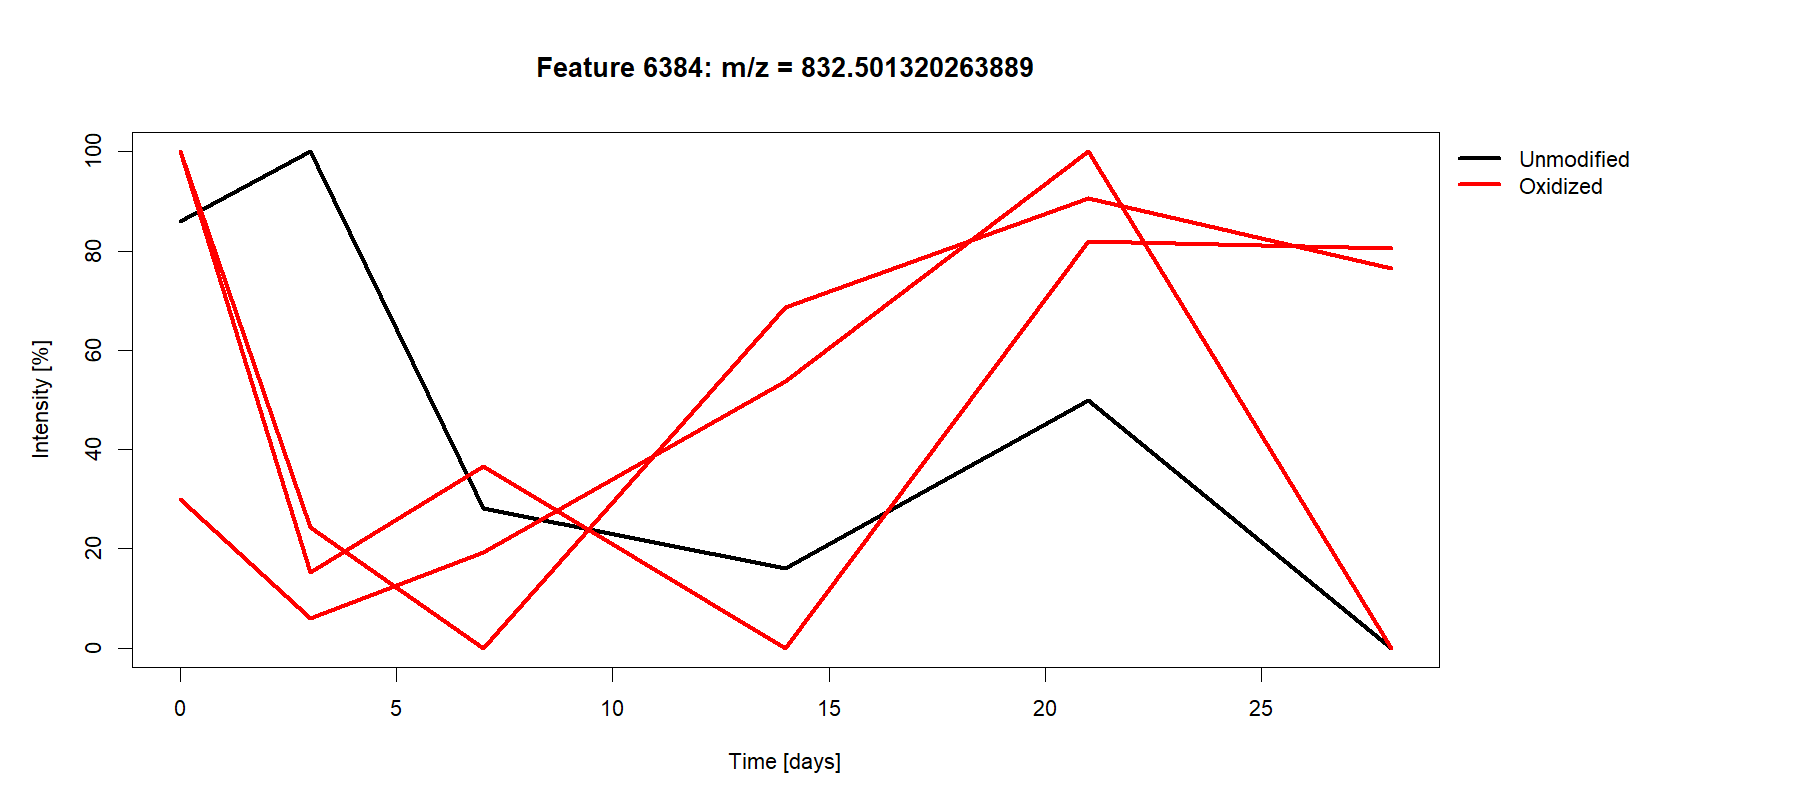 Feature 6384: m/z = 832.501320263889
Unmodified
Oxidized
Intensity [%]
100
80
60
40
20
0
0 5 10 15 20 25
Time [days]